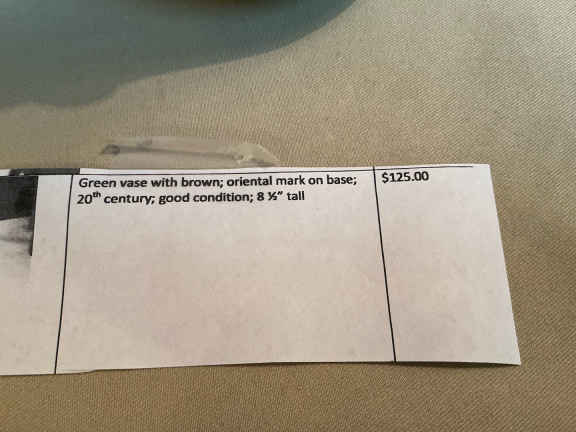 Green vase with brown; oriental mark on base;
20th century; good condition; 8 ½” tall
$125.00